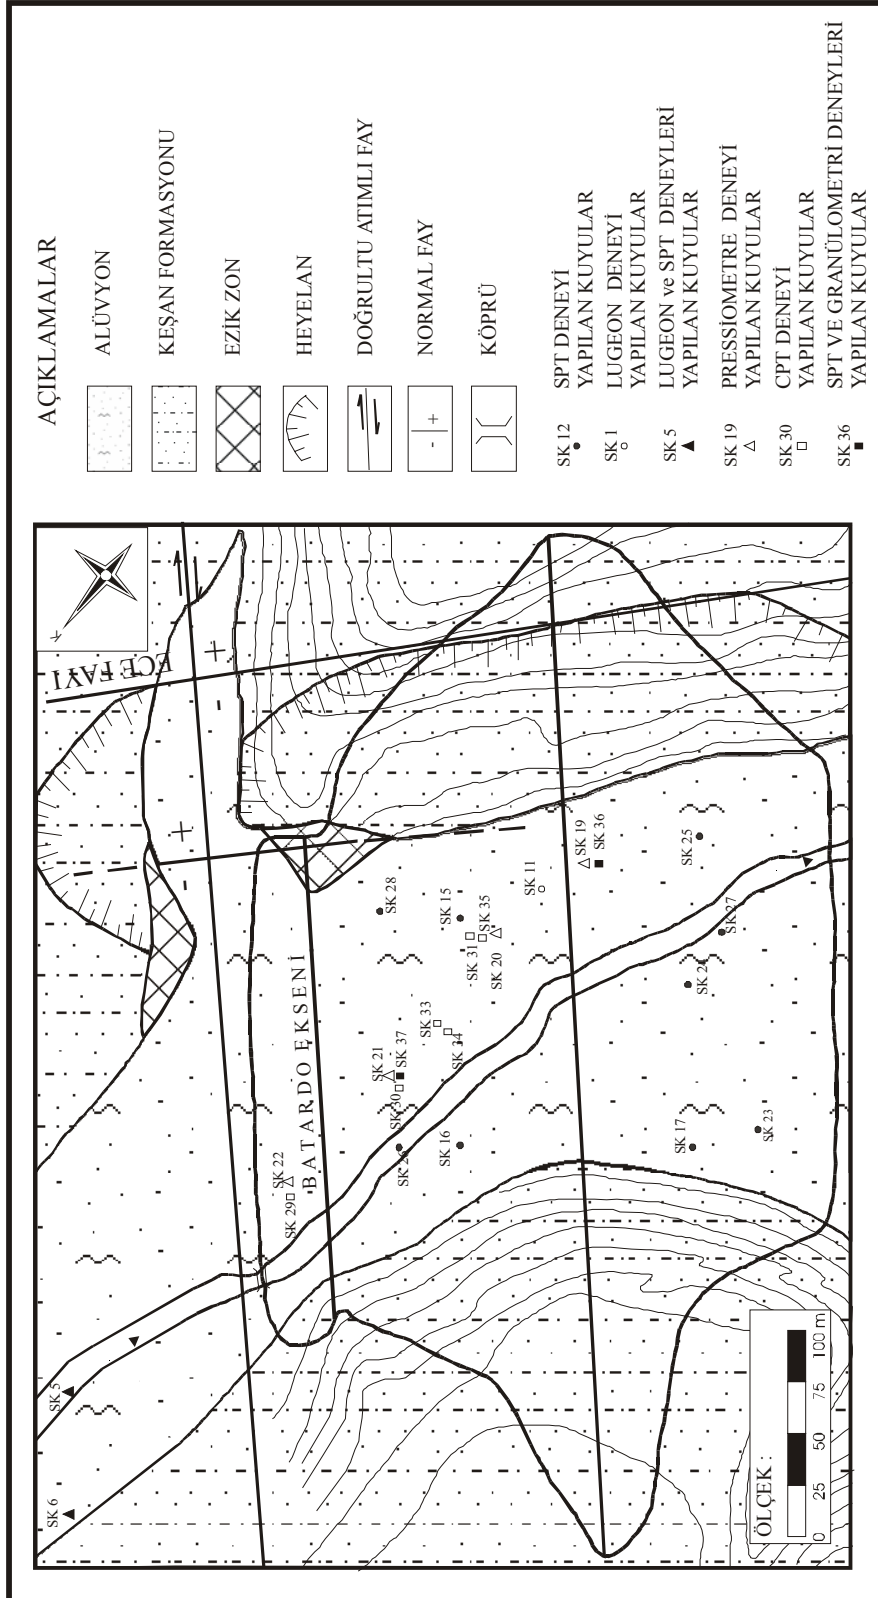 AÇIKLAMALAR
ALÜVYON
KEŞAN FORMASYONU
EZİK ZON
HEYELAN
DOĞRULTU ATIMLI FAY
NORMAL FAY
- +
KÖPRÜ
SK 12
SPT DENEYİ
YAPILAN KUYULAR
SK 1
LUGEON DENEYİ
YAPILAN KUYULAR
SK 5
LUGEON ve SPT DENEYLERİ
YAPILAN KUYULAR
SK 19
PRESSİOMETRE DENEYİ
YAPILAN KUYULAR
SK 30
CPT DENEYİ
YAPILAN KUYULAR
SK 36
SPT VE GRANÜLOMETRİ DENEYLERİ
YAPILAN KUYULAR
K
ECE FAYI
+
-
+
-
SK 6
SK 5
SK 29
SK 22
BATARDO EKSENİ
SK 28
SK 21
SK 37
SK 30
SK 26
SK 16
SK 33
SK 34
SK 15
SK 31
SK 35
SK 20
SK 11
SK 19
SK 36
SK 25
SK 24
SK 27
SK 17
SK 23
ÖLÇEK :
0 25 50 75 100 m